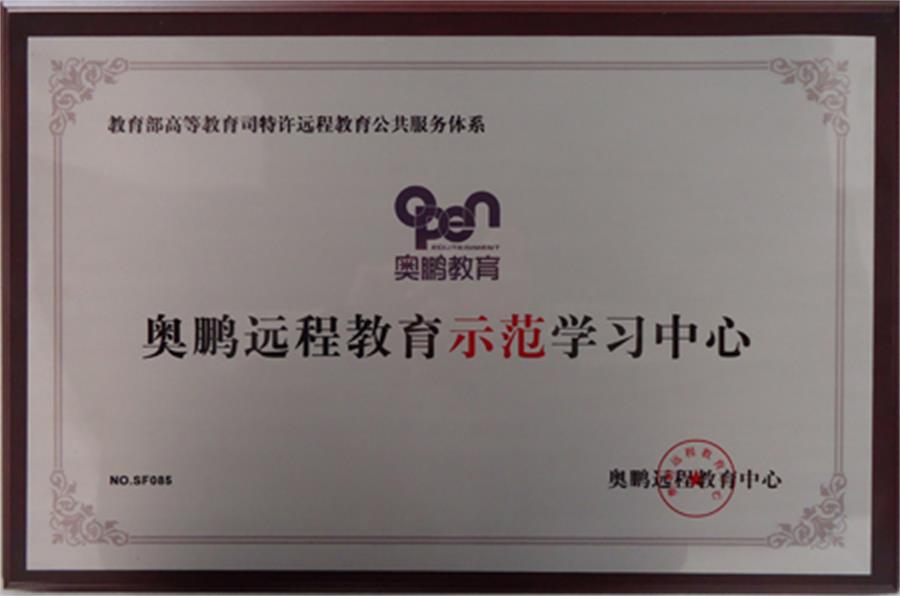 教育部高等教育司特许远程教育公共服务体系
open
EDUTAINMENT
奥鹏教育
奥鹏远程教育示范学习中心
NO.SF085
奥鹏远程教育中心